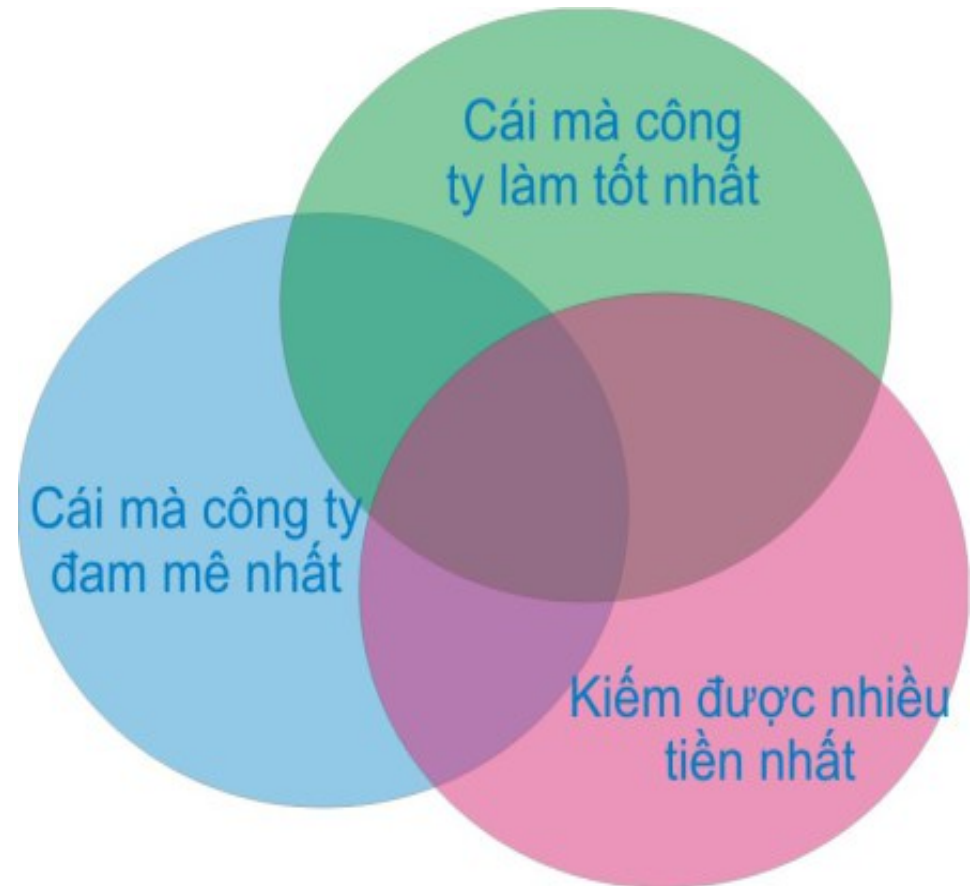 Cái mà công
ty làm tốt nhất
Cái mà công ty
đam mê nhất
Kiếm được nhiều
tiền nhất